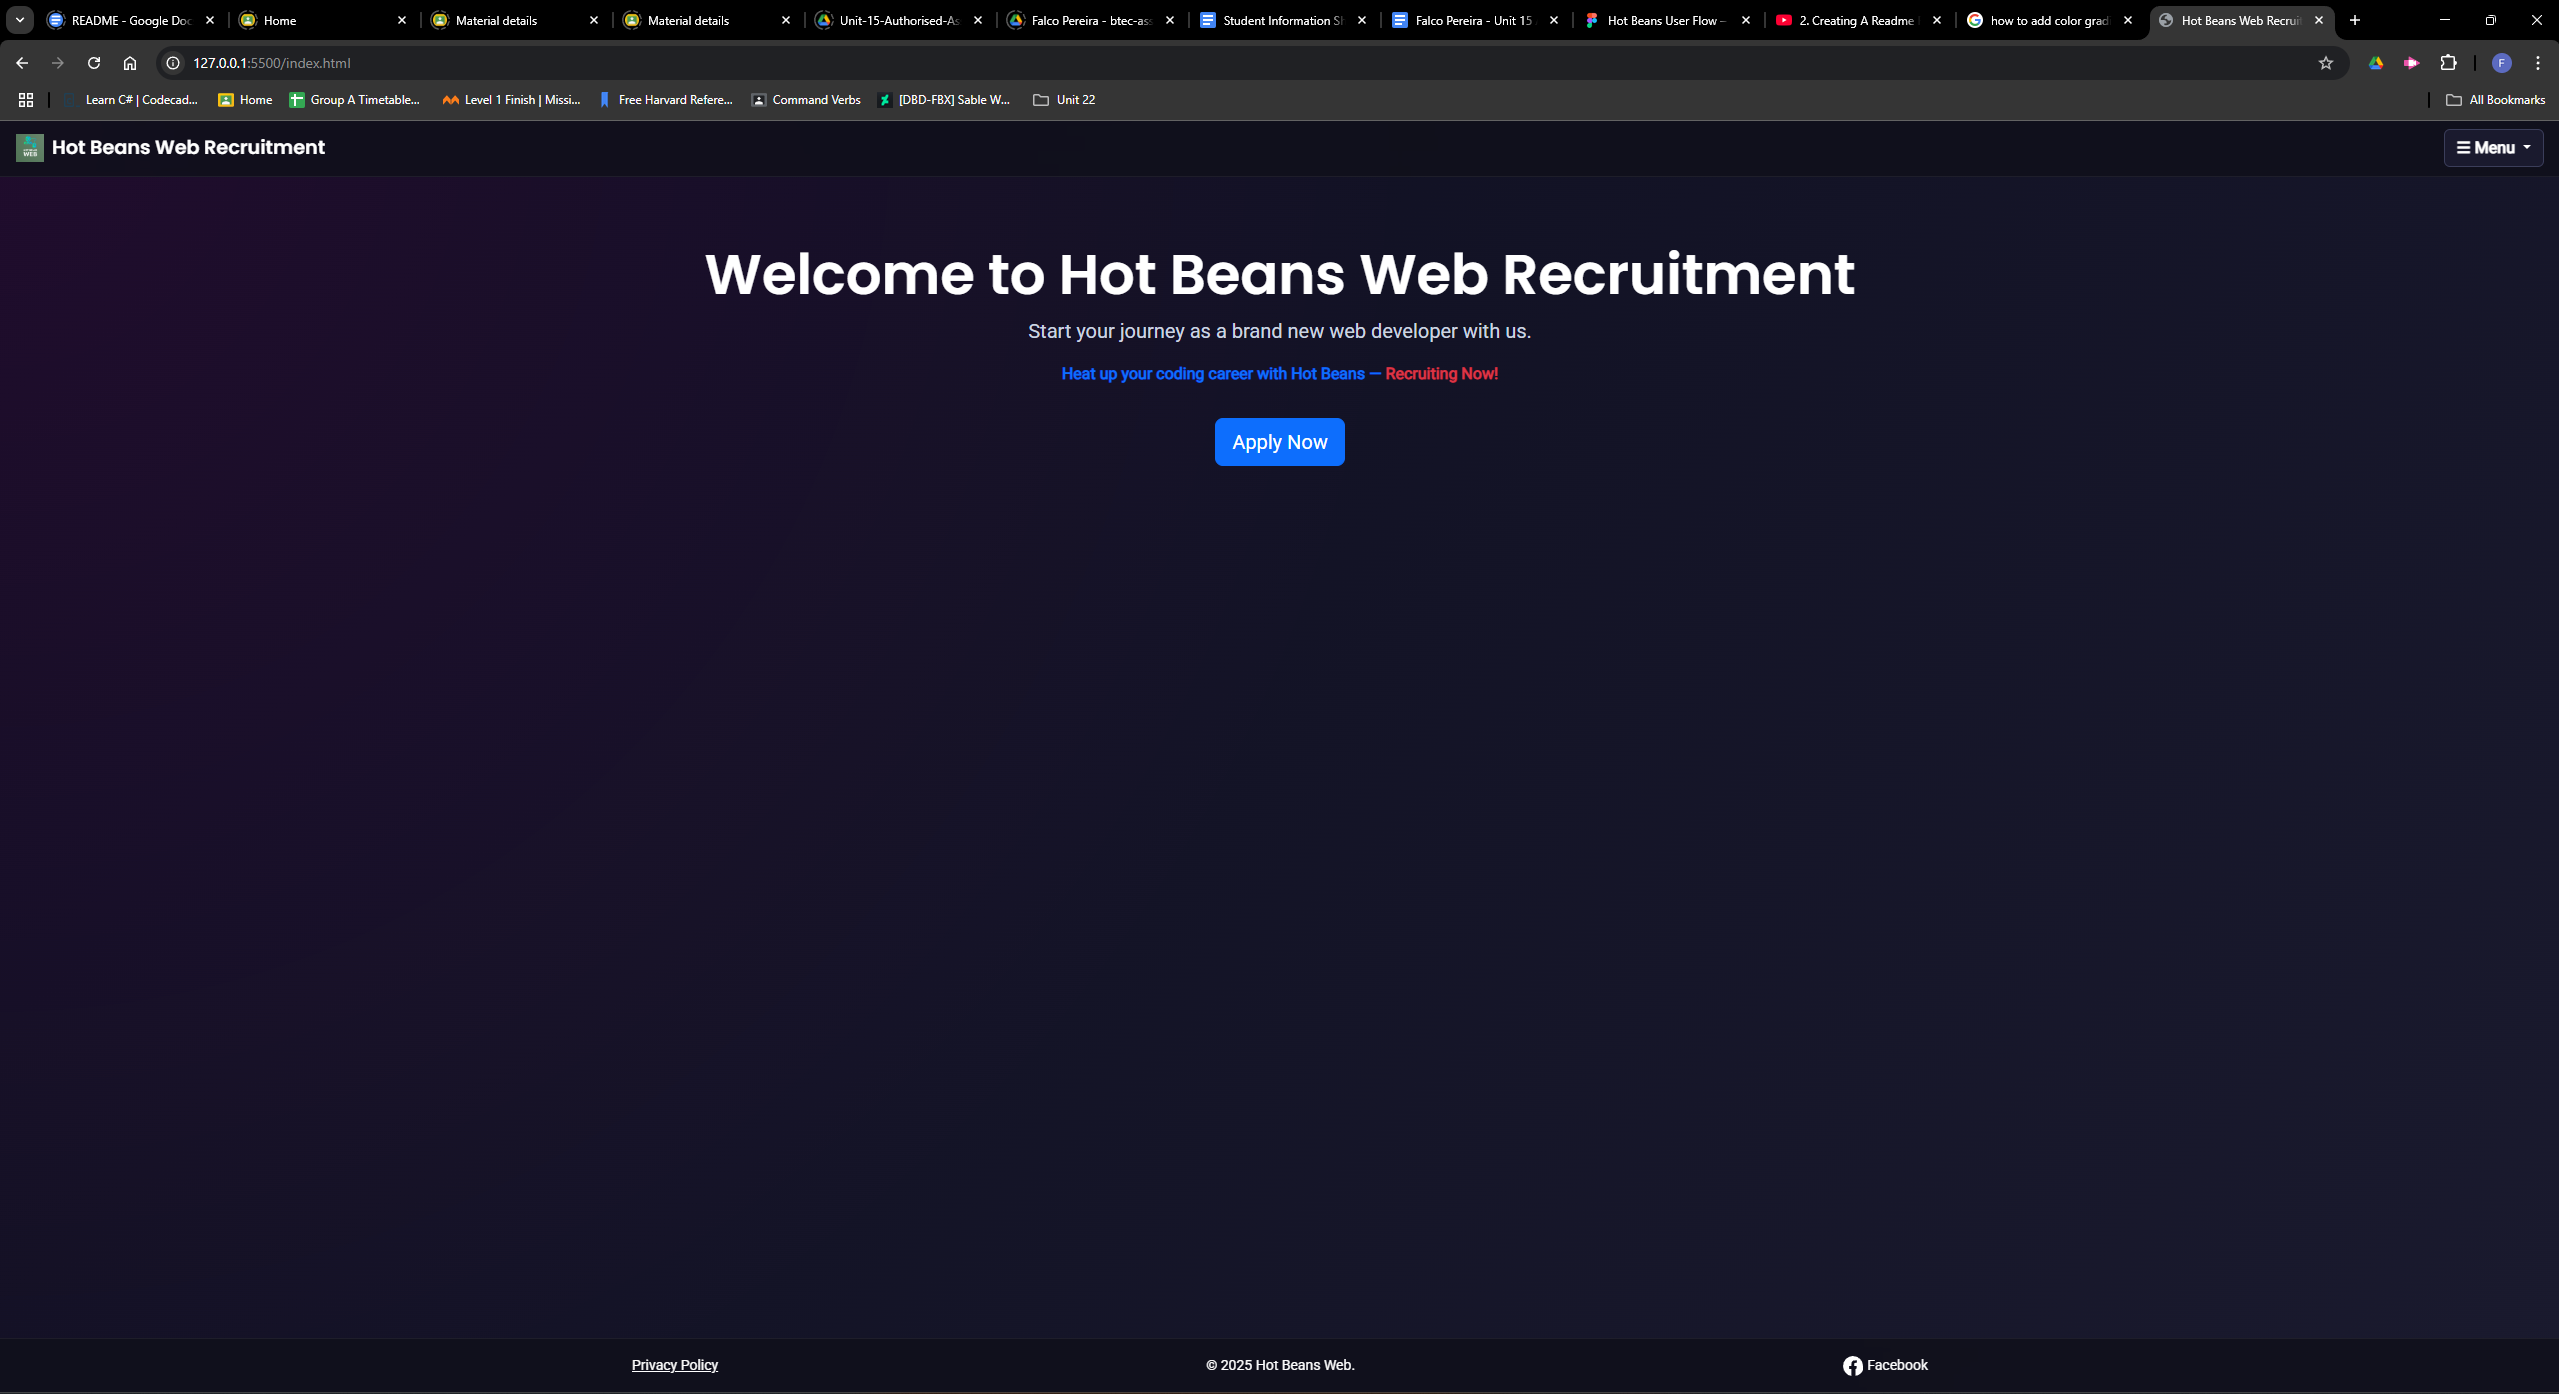 README - Google Doc
Home
Material details
Material details
Unit-15-Authorised-As
Falco Pereira - btec-ass
Student Information Sh
Falco Pereira - Unit 15
Hot Beans User Flow –
2. Creating A Readme
how to add color grad
Hot Beans Web Recruit
127.0.0.1:5500/index.html
F
Learn C# | Codecad...
Home
Group A Timetable...
Level 1 Finish | Missi...
Free Harvard Refere...
Command Verbs
[DBD-FBX] Sable W...
Unit 22
All Bookmarks
WEB
Hot Beans Web Recruitment
Menu
Welcome to Hot Beans Web Recruitment
Start your journey as a brand new web developer with us.
Heat up your coding career with Hot Beans — Recruiting Now!
Apply Now
Privacy Policy
© 2025 Hot Beans Web.
Facebook